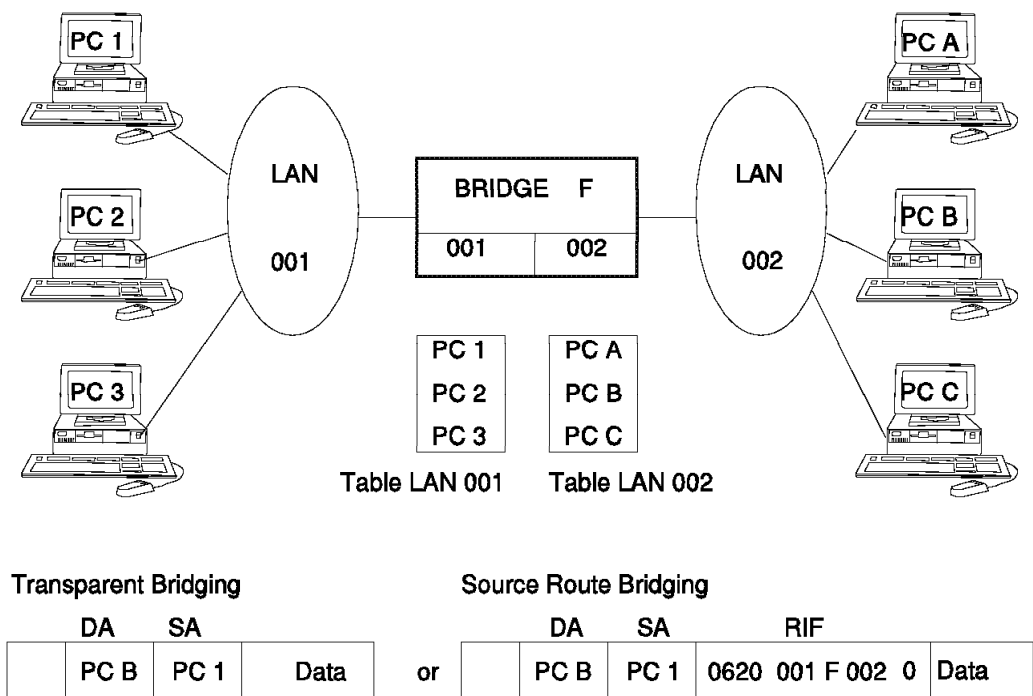 PC 1
PC A
LAN
BRIDGE F
LAN
PC 2
PC B
001
001
002
002
PC 1
PC A
PC 2
PC B
PC 3
PC C
PC 3
PC C
Table LAN 001
Table LAN 002
Transparent Bridging
Source Route Bridging
DA SA
DA SA RIF
PC B PC 1 Data
or
PC B PC 1 0620 001 F 002 0 Data